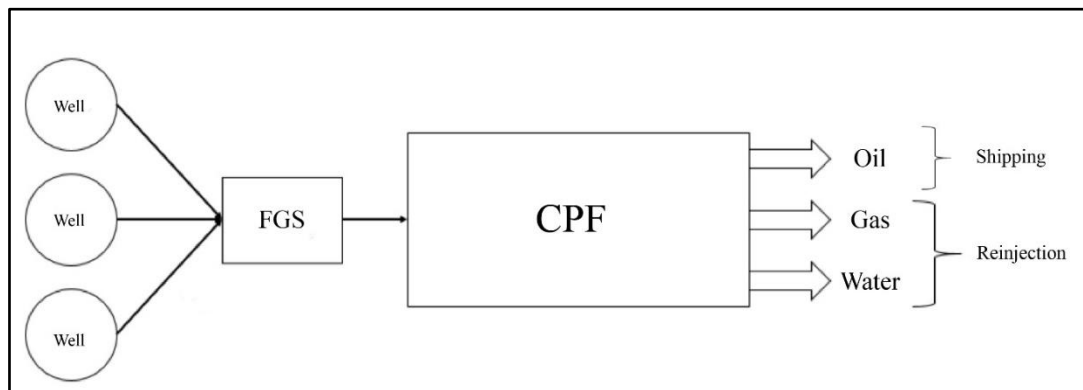 Well
Well
Well
FGS
CPF
Oil
Gas
Water
Shipping
Reinjection